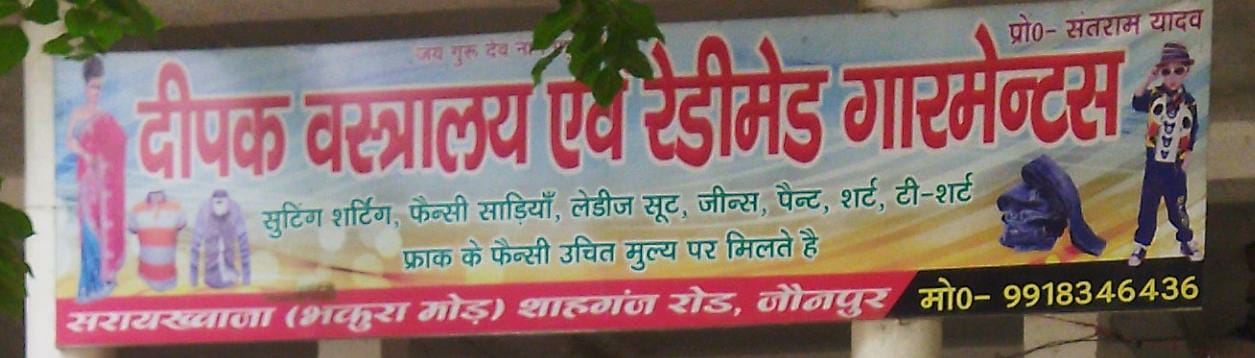 जय गुरु देव
प्रो0- संतराम यादव
दीपक वस्त्रालय एवं रेडीमेड गारमेन्टस
सुटिंग शर्टिग, फैन्सी साड़ियाँ, लेडीज सूट, जीन्स, पैन्ट, शर्ट, टी-शर्ट
फ्राक के फैन्सी उचित मुल्य पर मिलते है
सरायख्वाजा (भकुरा मोड़) शाहगंज रोड, जौनपुर
मो0- 9918346436